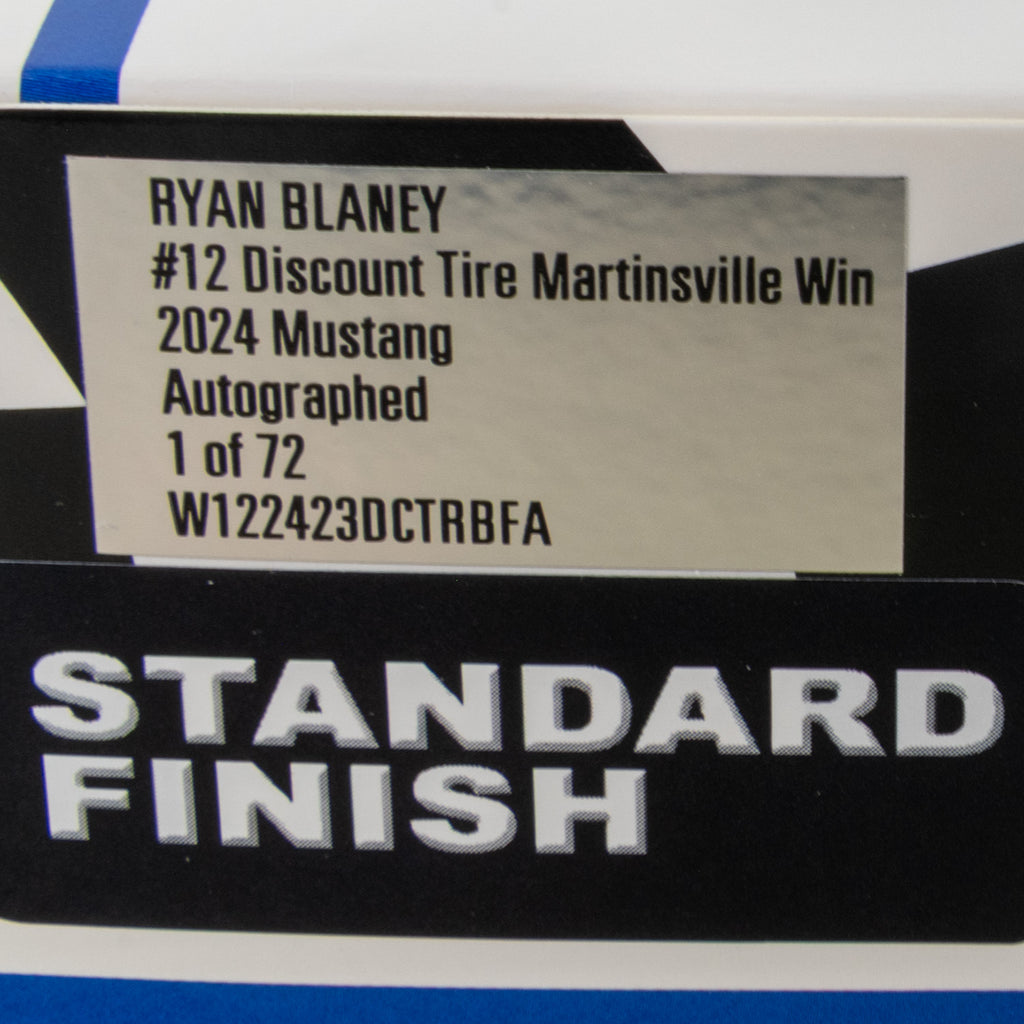 RYAN BLANEY
#12 Discount Tire Martinsville Win
2024 Mustang
Autographed
1 of 72
W122423DCTRBFA
STANDARD
FINISH